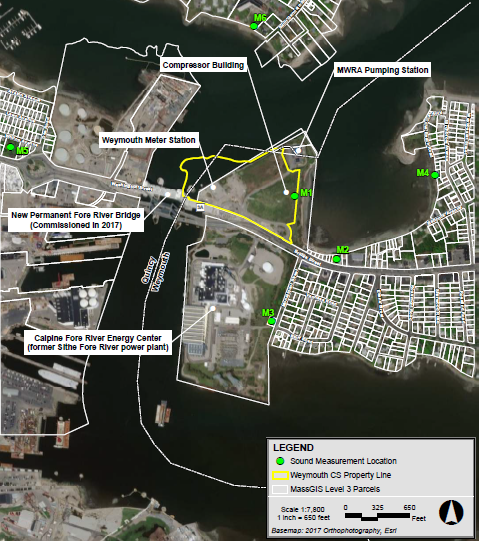 M6
Compressor Building
MWRA Pumping Station
Weymouth Meter Station
M5
M4
M1
3A
New Permanent Fore River Bridge
(Commissioned in 2017)
M2
Quincy
Weymouth
M3
Calpine Fore River Energy Center
(former Sithe Fore River power plant)
LEGEND
Sound Measurement Location
Weymouth CS Property Line
MassGIS Level 3 Parcels
Scale 1:7,800
1 inch = 650 feet
0 325 650
Feet
Basemap: 2017 Orthophotography, Esri